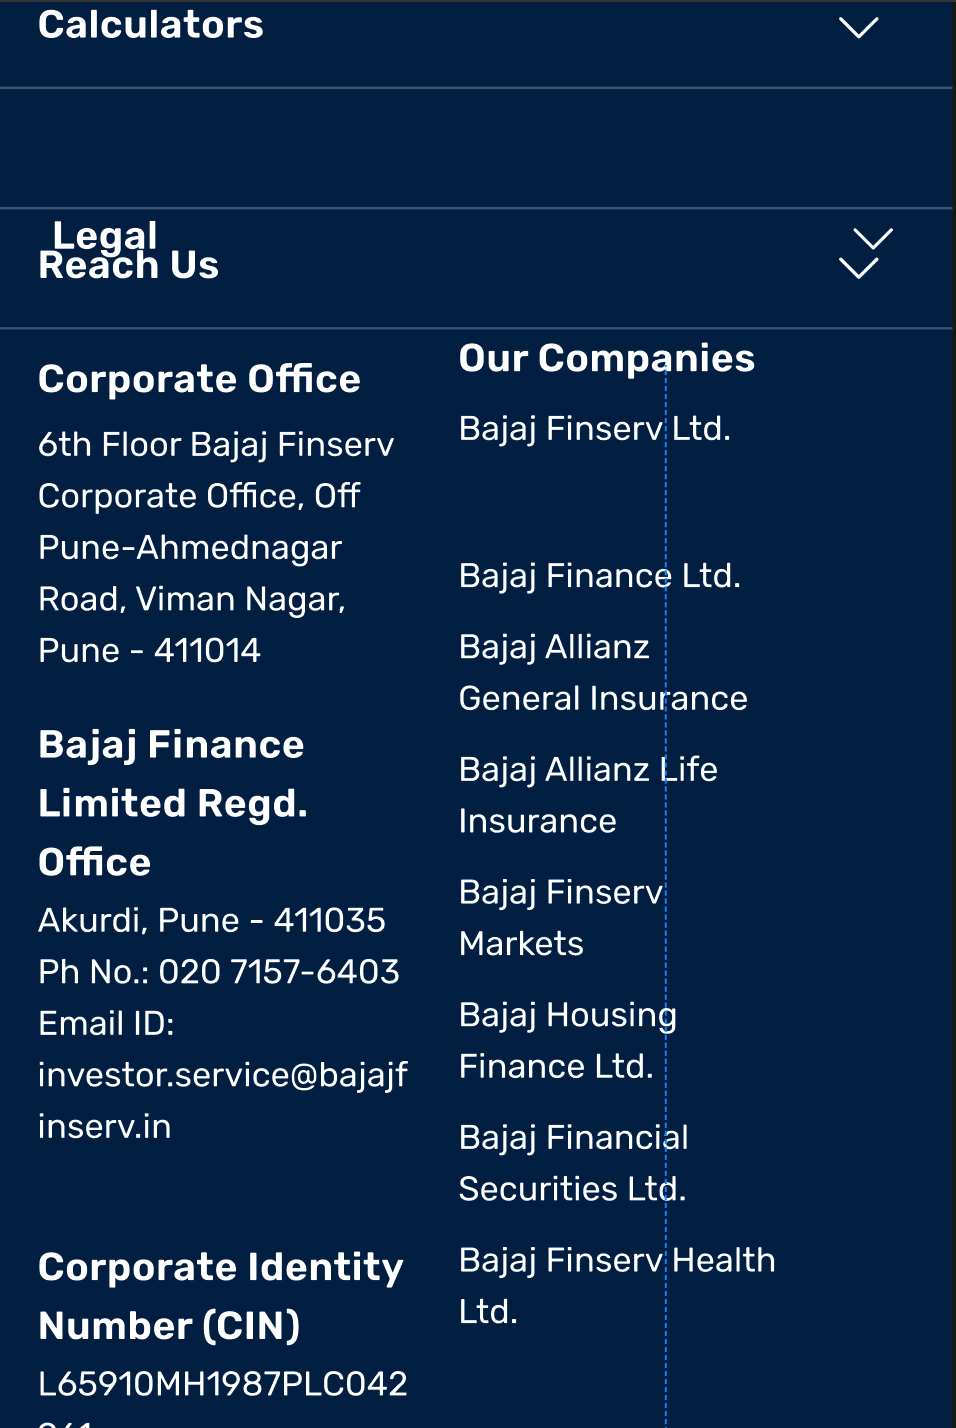 Calculators
Legal
Reach Us
Corporate Office
6th Floor Bajaj Finserv
Corporate Office, Off
Pune-Ahmednagar
Road, Viman Nagar,
Pune - 411014
Bajaj Finance
Limited Regd.
Office
Akurdi, Pune - 411035
Ph No.: 020 7157-6403
Email ID:
investor.service@bajajf
inserv.in
Corporate Identity
Number (CIN)
L65910MH1987PLC042
Our Companies
Bajaj Finserv Ltd.
Bajaj Finance Ltd.
Bajaj Allianz
General Insurance
Bajaj Allianz Life
Insurance
Bajaj Finserv
Markets
Bajaj Housing
Finance Ltd.
Bajaj Financial
Securities Ltd.
Bajaj Finserv Health
Ltd.